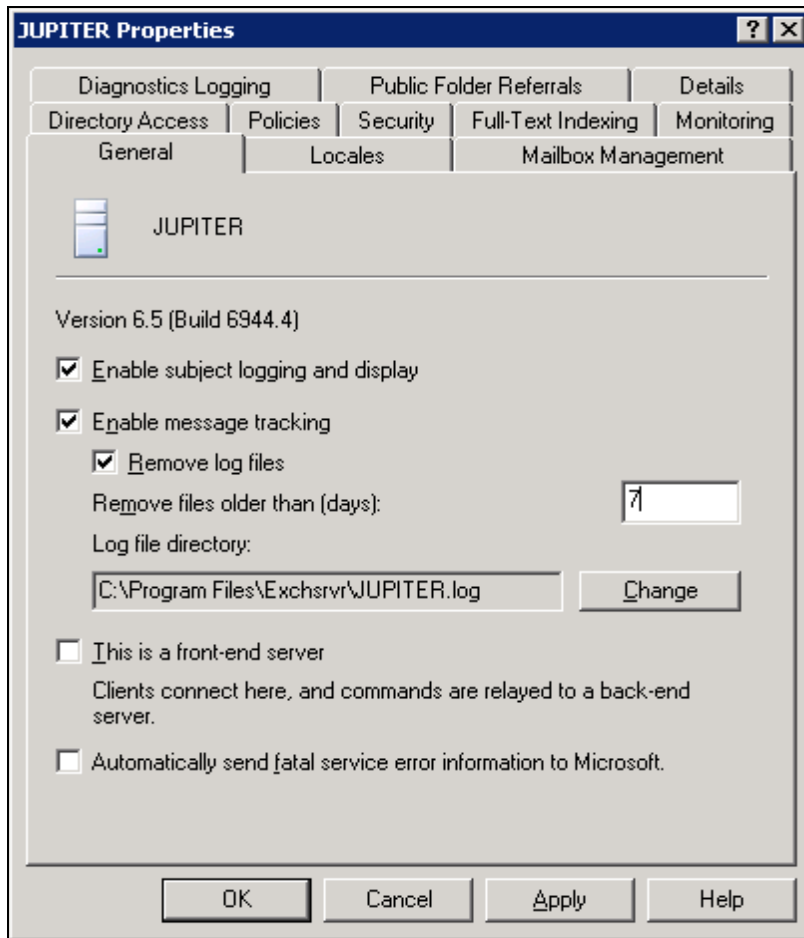 JUPITER Properties
Diagnostics Logging Public Folder Referrals Details
Directory Access Policies Security Full-Text Indexing Monitoring
General Locales Mailbox Management
JUPITER
Version 6.5 (Build 6944.4)
Enable subject logging and display
Enable message tracking
Remove log files
Remove files older than (days): 7
Log file directory:
C:\Program Files\Exchsrvr\JUPITER.log Change
This is a front-end server
Clients connect here, and commands are relayed to a back-end
server.
Automatically send fatal service error information to Microsoft.
OK Cancel Apply Help